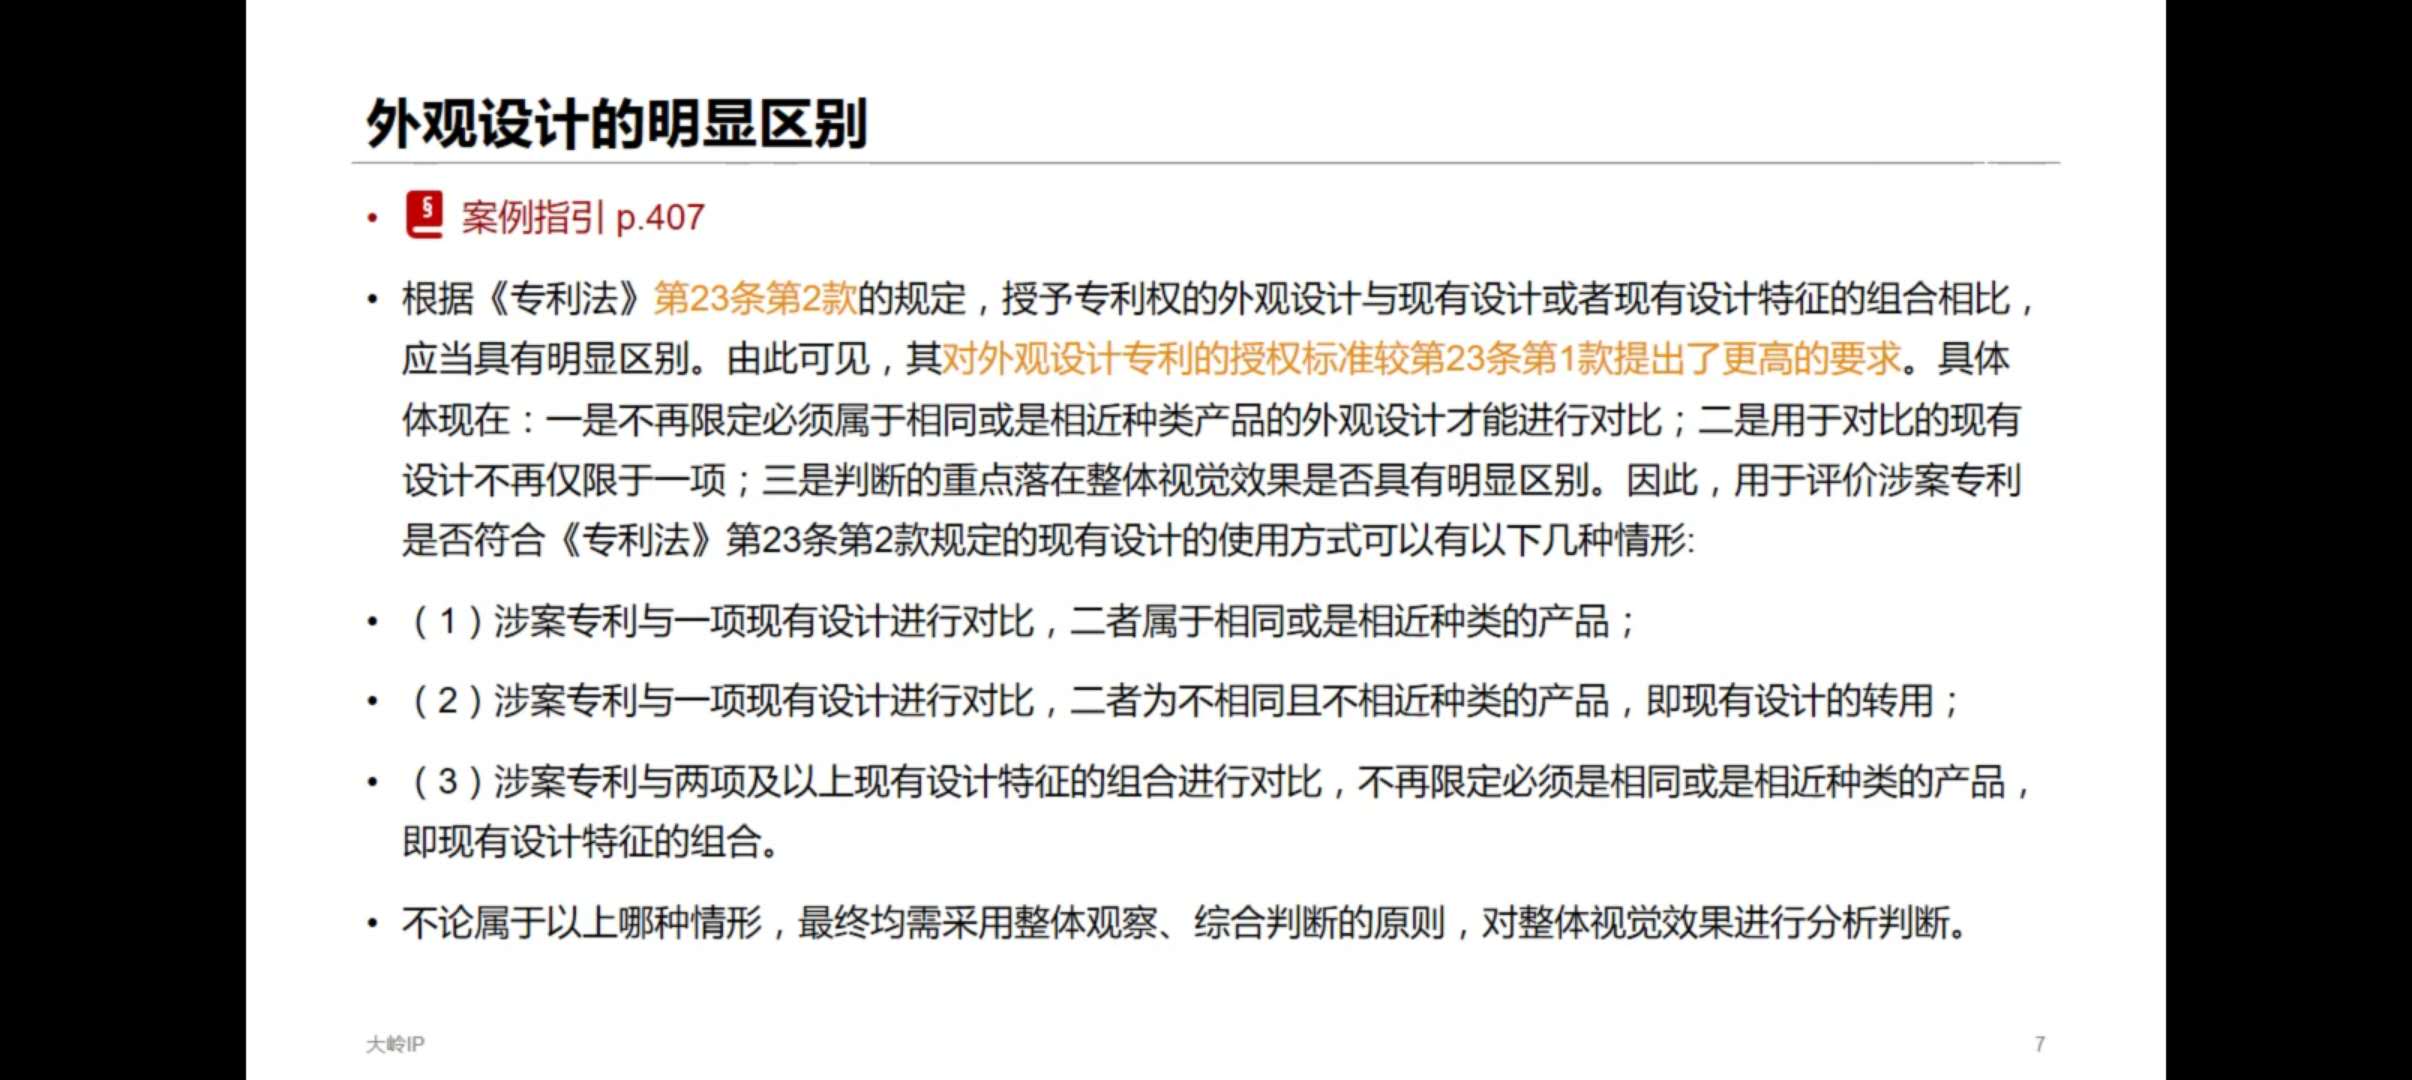 外观设计的明显区别
• § 案例指引 p.407
• 根据《专利法》第23条第2款的规定，授予专利权的外观设计与现有设计或者现有设计特征的组合相比，
应当具有明显区别。由此可见，其对外观设计专利的授权标准较第23条第1款提出了更高的要求。具体
体现在：一是不再限定必须属于相同或是相近种类产品的外观设计才能进行对比；二是用于对比的现有
设计不再仅限于一项；三是判断的重点落在整体视觉效果是否具有明显区别。因此，用于评价涉案专利
是否符合《专利法》第23条第2款规定的现有设计的使用方式可以有以下几种情形:
• （1）涉案专利与一项现有设计进行对比，二者属于相同或是相近种类的产品；
• （2）涉案专利与一项现有设计进行对比，二者为不相同且不相近种类的产品，即现有设计的转用；
• （3）涉案专利与两项及以上现有设计特征的组合进行对比，不再限定必须是相同或是相近种类的产品，
即现有设计特征的组合。
• 不论属于以上哪种情形，最终均需采用整体观察、综合判断的原则，对整体视觉效果进行分析判断。
大岭IP
7